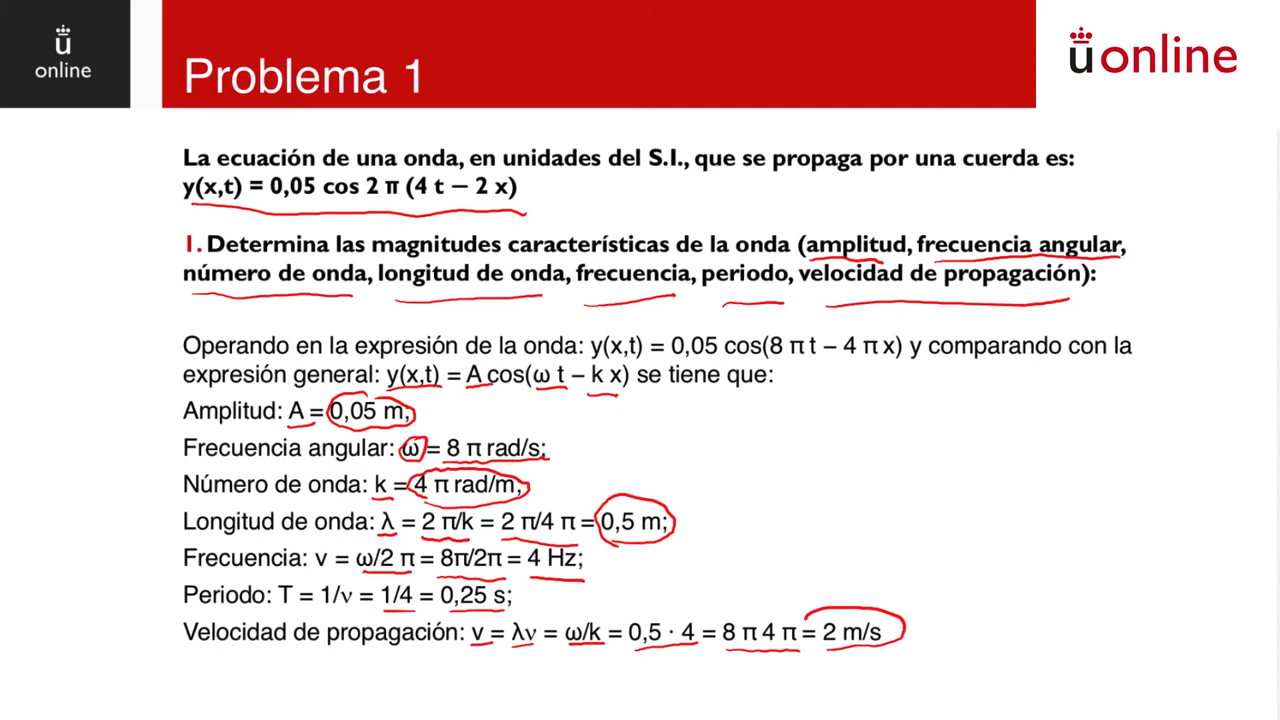 ü
online
Problema 1
üonline
La ecuación de una onda, en unidades del S.I., que se propaga por una cuerda es:
y(x,t) = 0,05 cos 2 π (4 t − 2 x)
1. Determina las magnitudes características de la onda (amplitud, frecuencia angular,
número de onda, longitud de onda, frecuencia, periodo, velocidad de propagación):
Operando en la expresión de la onda: y(x,t) = 0,05 cos(8 π t − 4 π x) y comparando con la
expresión general: y(x,t) = A cos(ω t − k x) se tiene que:
Amplitud: A = 0,05 m,
Frecuencia angular: ω = 8 π rad/s;
Número de onda: k = 4 π rad/m,
Longitud de onda: λ = 2 π/k = 2 π/4 π = 0,5 m;
Frecuencia: ν = ω/2 π = 8π/2π = 4 Hz;
Periodo: T = 1/ν = 1/4 = 0,25 s;
Velocidad de propagación: v = λν = ω/k = 0,5 · 4 = 8 π 4 π = 2 m/s